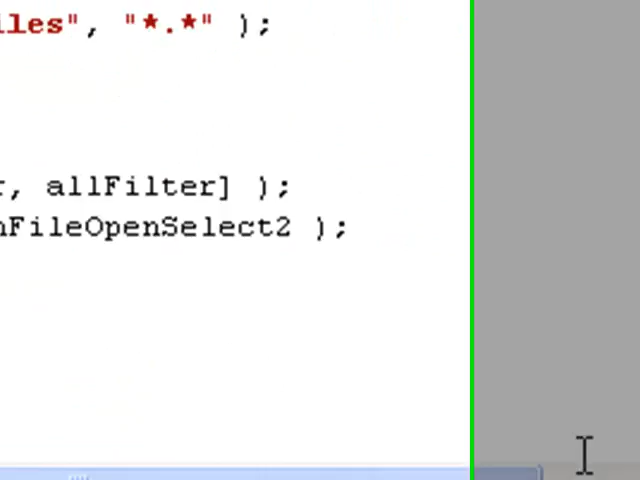 iles", "*.*" );
r, allFilter] );
nFileOpenSelect2 );